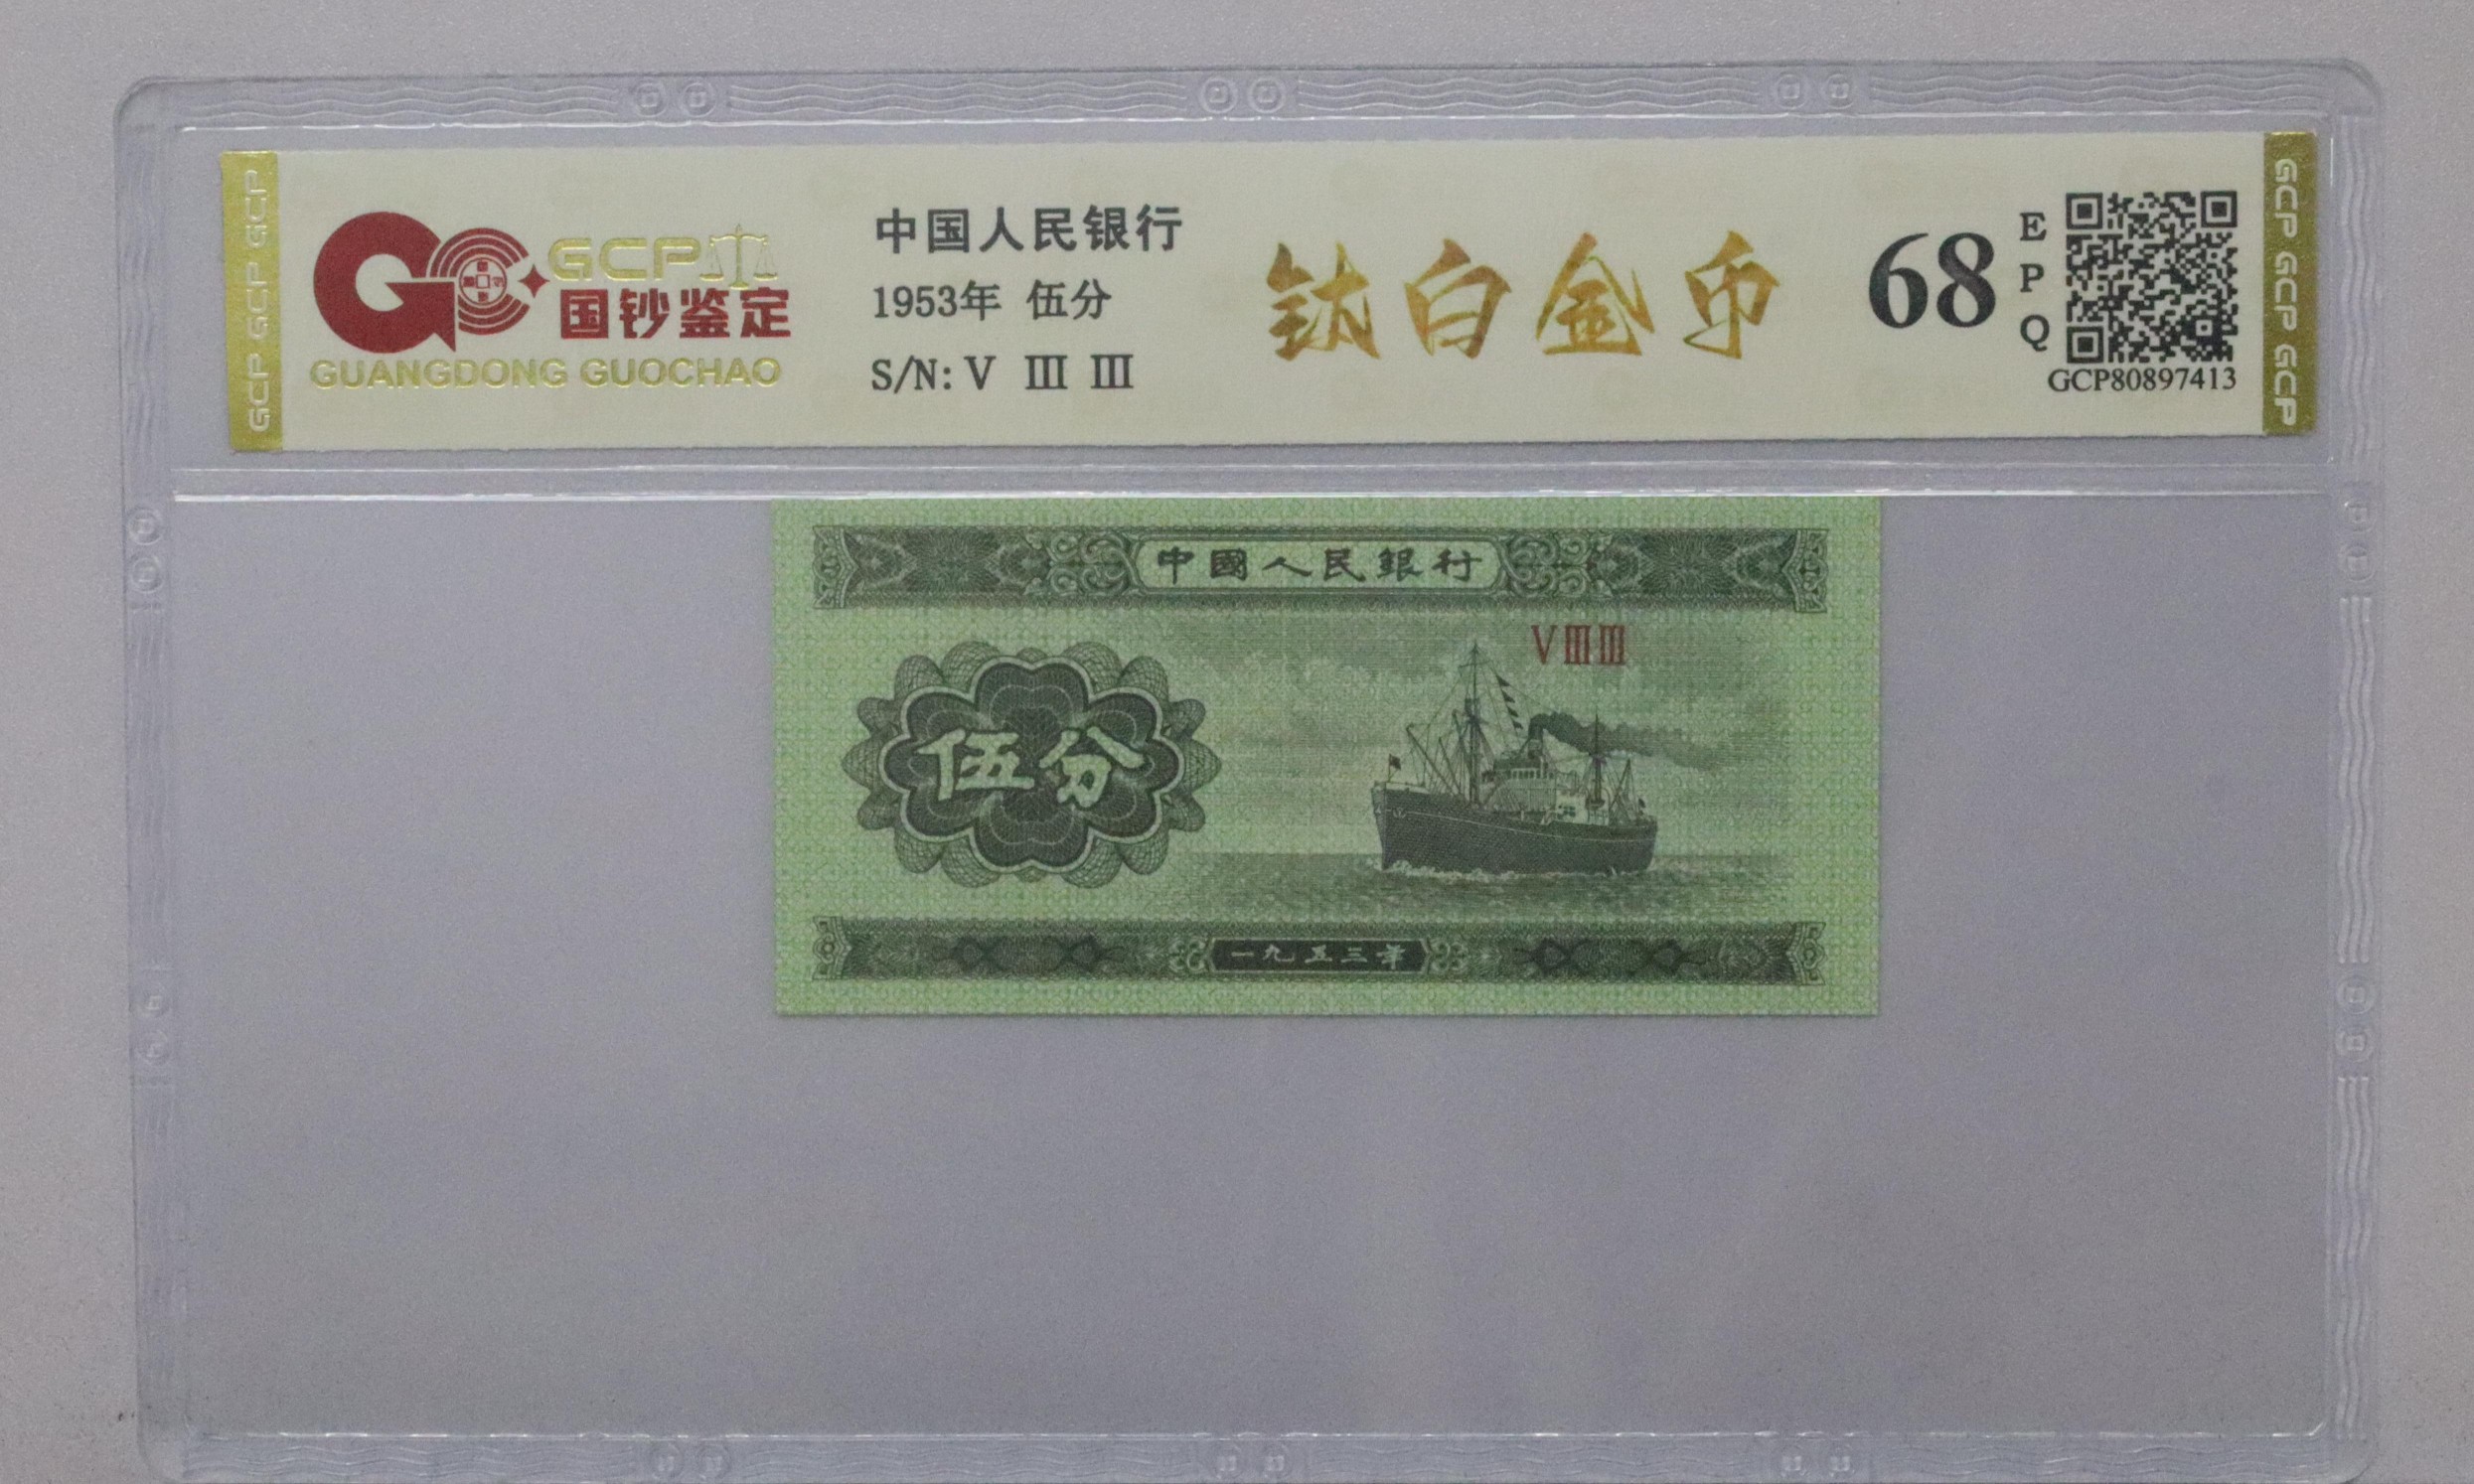 GCP
国钞鉴定
GUANGDONG GUOCHAO
中国人民银行
1953年 伍分
S/N: V Ⅲ Ⅲ
钛白金币
68
EPQ
GCP80897413
GCP GCP GCP
GCP GCP GCP
中國人民銀行
VⅢⅢ
伍分
一九五三年